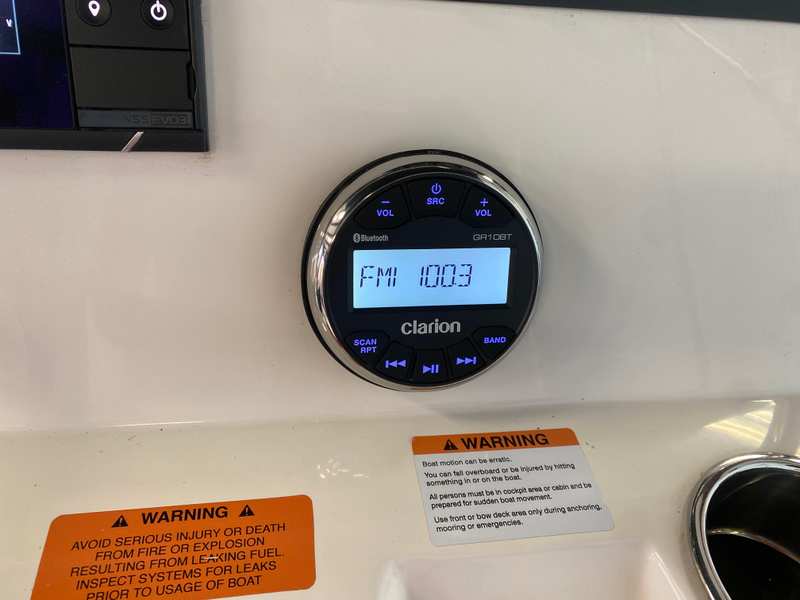 VSS EVO3
SRC
- VOL
+ VOL
Bluetooth
GR10BT
FM1 100.3
clarion
SCAN
RPT
BAND
WARNING
Boat motion can be erratic.
You can fall overboard or be injured by hitting
something in or on the boat.
All persons must be in cockpit area or cabin and be
prepared for sudden boat movement.
Use front or bow deck area only during anchoring,
mooring or emergencies.
WARNING
AVOID SERIOUS INJURY OR DEATH
FROM FIRE OR EXPLOSION
RESULTING FROM LEAKING FUEL.
INSPECT SYSTEMS FOR LEAKS
PRIOR TO USAGE OF BOAT